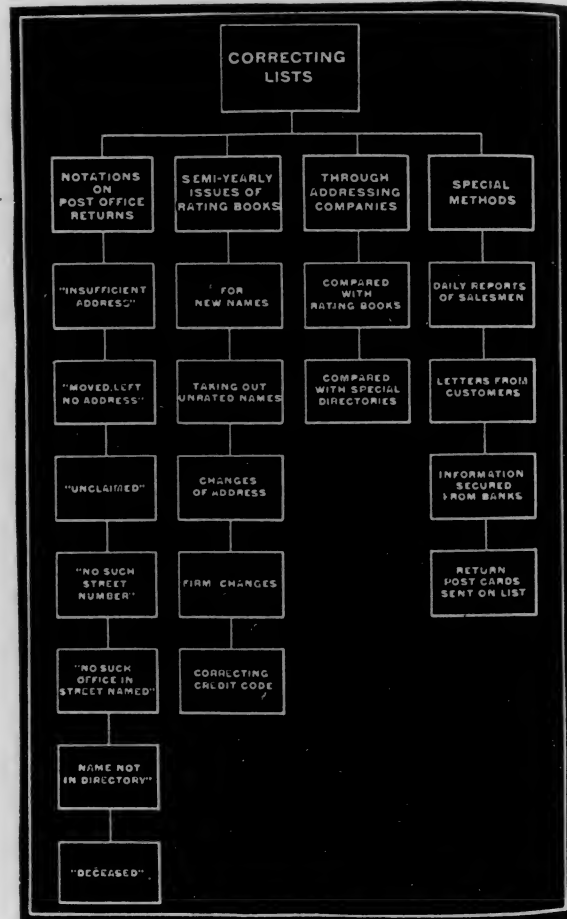 CORRECTING
LISTS
NOTATIONS
ON
POST OFFICE
RETURNS
"INSUFFICIENT
ADDRESS"
"MOVED.LEFT
NO ADDRESS"
"UNCLAIMED"
"NO SUCH
STREET
NUMBER"
"NO SUCH
OFFICE IN
STREET NAMED"
NAME NOT
IN DIRECTORY"
"DECEASED"
SEMI-YEARLY
ISSUES OF
RATING BOOKS
FOR
NEW NAMES
TAKING OUT
UNRATED NAMES
CHANGES
OF ADDRESS
FIRM CHANGES
CORRECTING
CREDIT CODE
THROUGH
ADDRESSING
COMPANIES
COMPARED
WITH
RATING BOOKS
COMPARED
WITH SPECIAL
DIRECTORIES
SPECIAL
METHODS
DAILY REPORTS
OF SALESMEN
LETTERS FROM
CUSTOMERS
INFORMATION
SECURED
FROM BANKS
RETURN
POST CARDS
SENT ON LIST